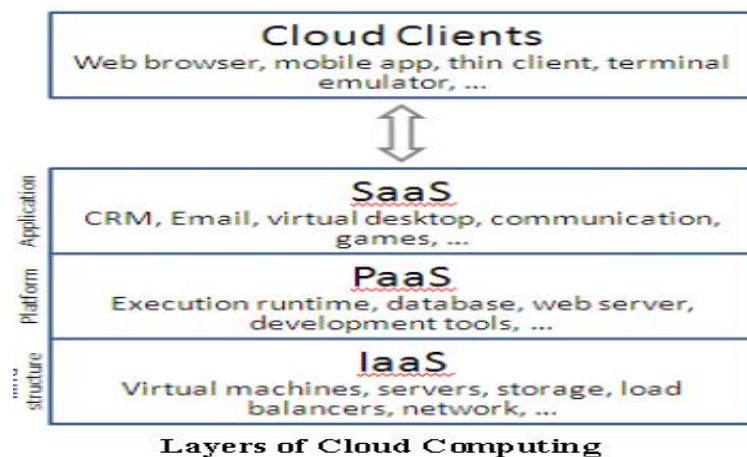 Cloud Clients
Web browser, mobile app, thin client, terminal
emulator, ...
Application
SaaS
CRM, Email, virtual desktop, communication,
games, ...
Platform
PaaS
Execution runtime, database, web server,
development tools, ...
structure
IaaS
Virtual machines, servers, storage, load
balancers, network, ...
Layers of Cloud Computing